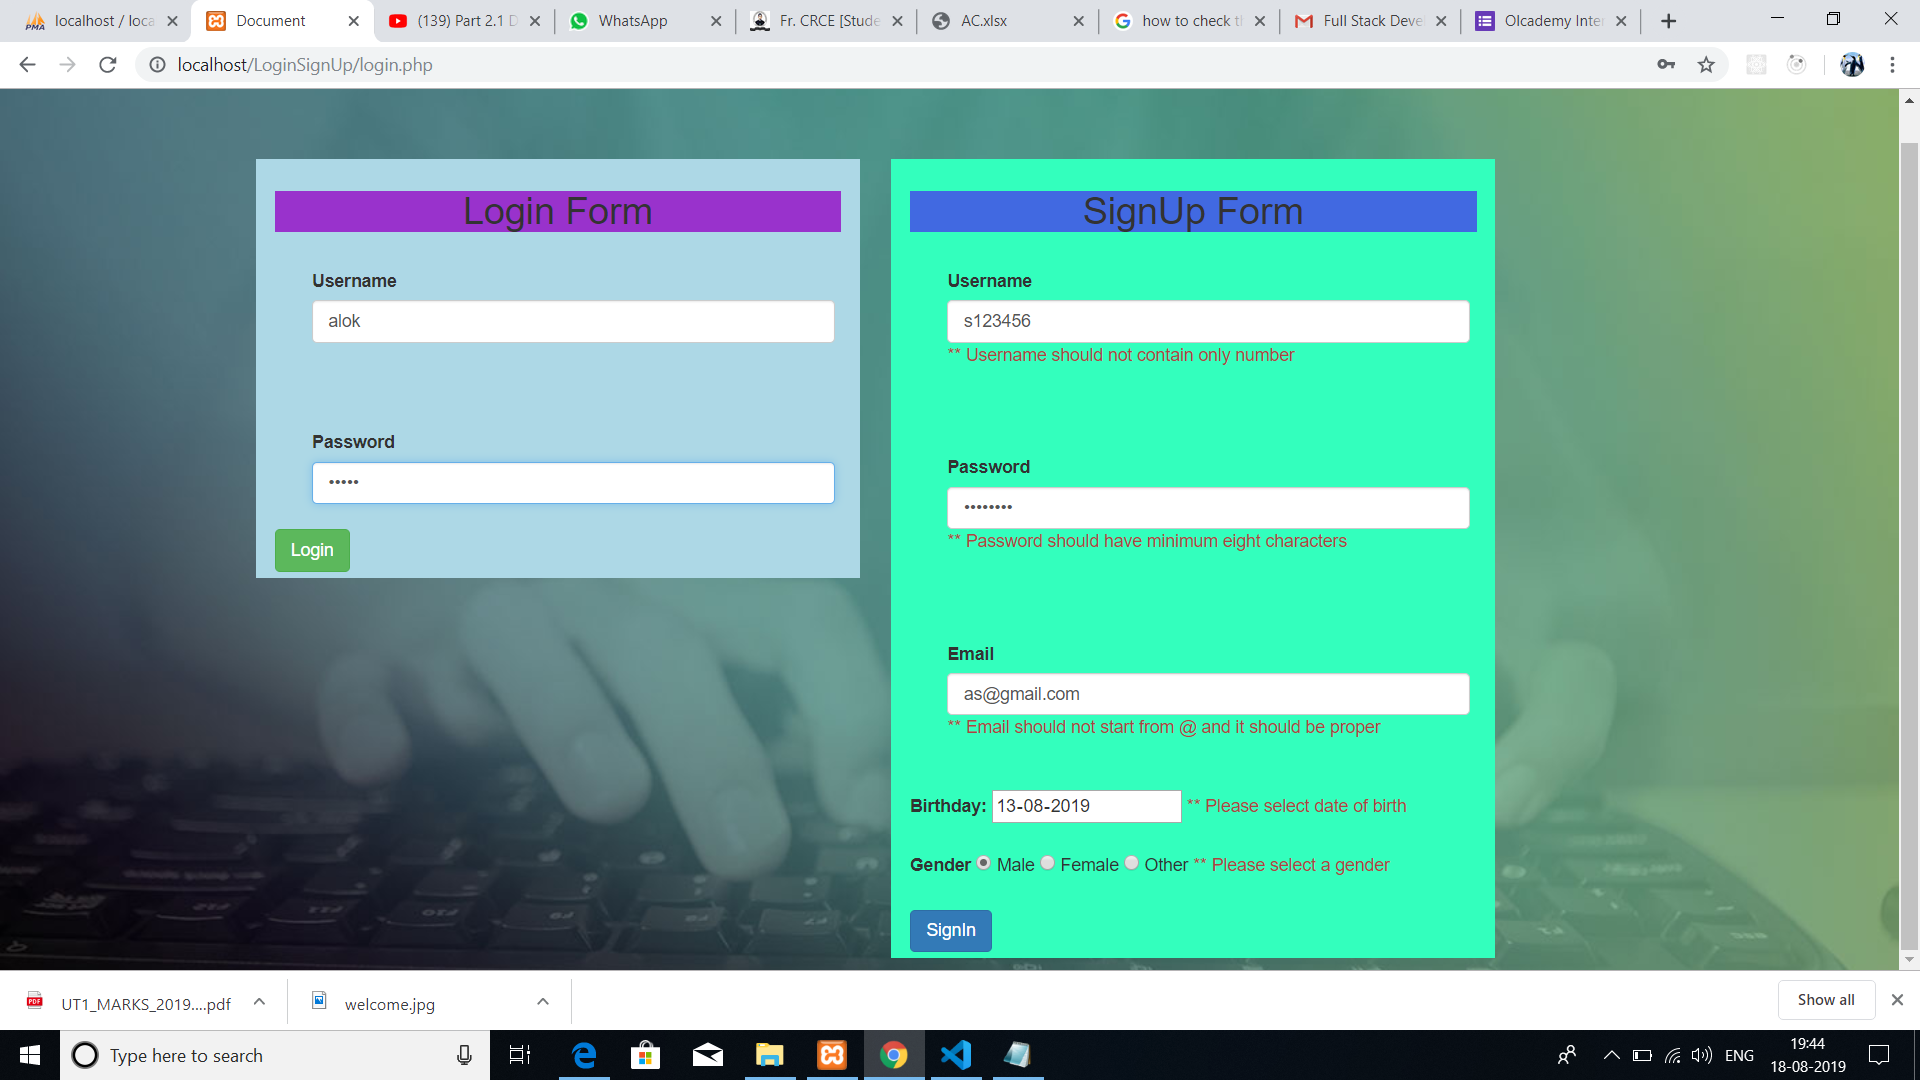 localhost / loca
Document
(139) Part 2.1 D
WhatsApp
Fr. CRCE [Stude
AC.xlsx
how to check th
Full Stack Deve
Olcademy Inter
localhost/LoginSignUp/login.php
Login Form
Username
alok
Password
•••••
Login
SignUp Form
Username
s123456
** Username should not contain only number
Password
••••••••
** Password should have minimum eight characters
Email
as@gmail.com
** Email should not start from @ and it should be proper
Birthday: 13-08-2019 ** Please select date of birth
Gender Male Female Other ** Please select a gender
SignIn
UT1_MARKS_2019....pdf
welcome.jpg
Show all
Type here to search
ENG
19:44
18-08-2019